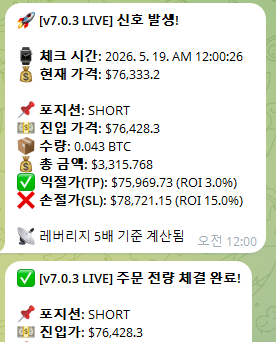 🚀 [v7.0.3 LIVE] 신호 발생!
⌚ 체크 시간: 2026. 5. 19. AM 12:00:26
💰 현재 가격: $76,333.2
📌 포지션: SHORT
💵 진입 가격: $76,428.3
📦 수량: 0.043 BTC
💰 총 금액: $3,315.768
✅ 익절가(TP): $75,969.73 (ROI 3.0%)
❌ 손절가(SL): $78,721.15 (ROI 15.0%)
📡 레버리지 5배 기준 계산됨
오전 12:00
✅ [v7.0.3 LIVE] 주문 전량 체결 완료!
📌 포지션: SHORT
💵 진입가: $76,428.3